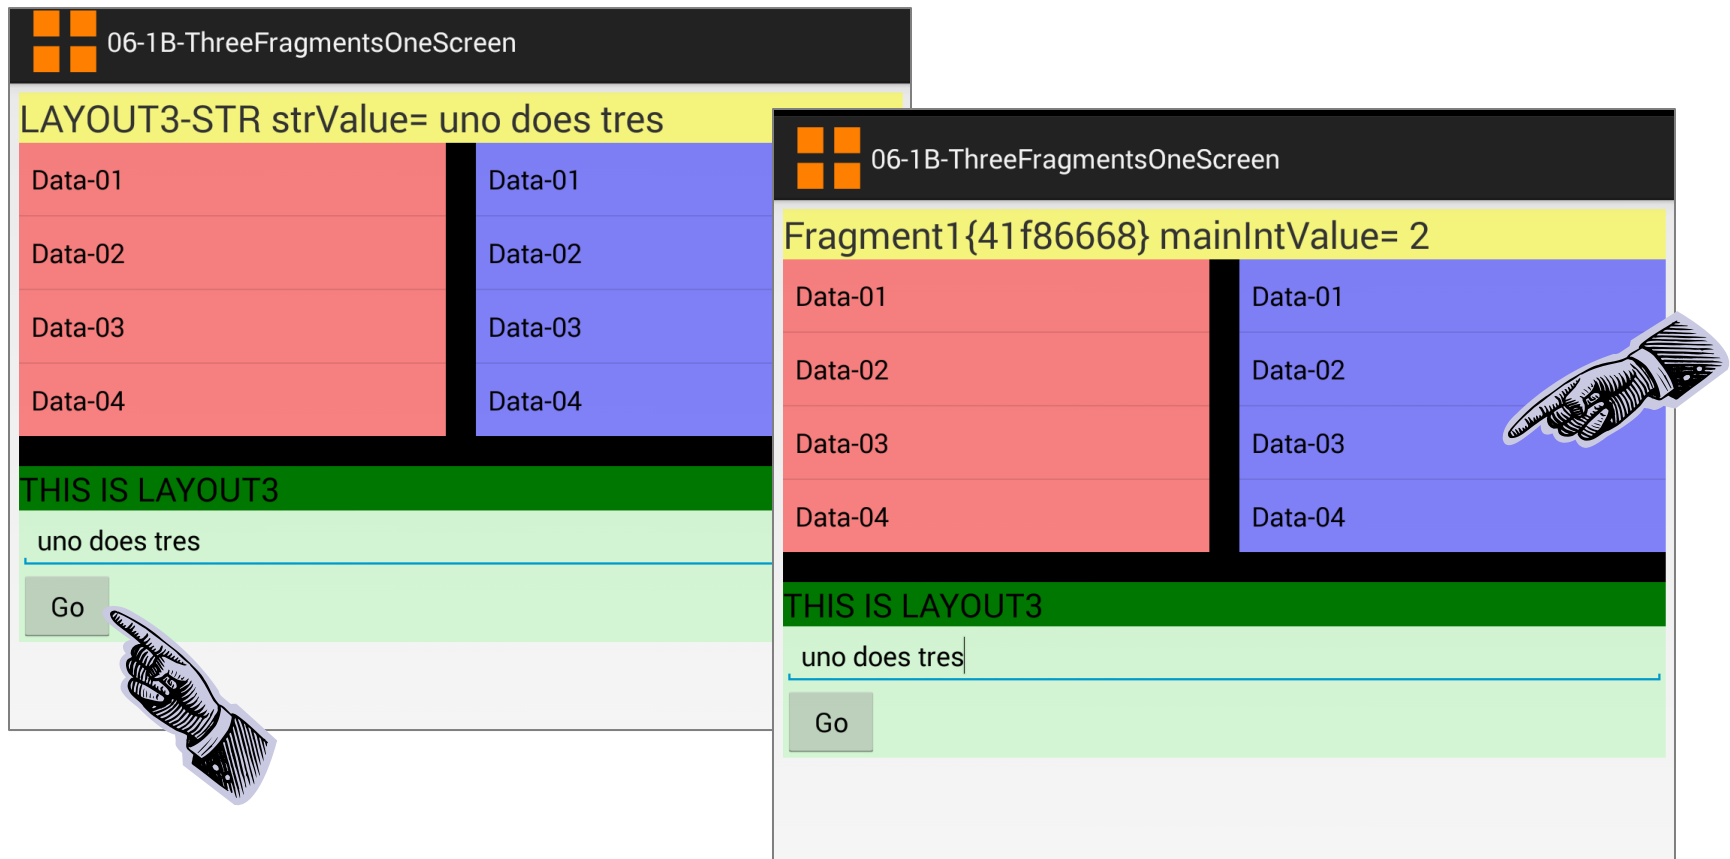 06-1B-ThreeFragmentsOneScreen
LAYOUT3-STR strValue= uno does tres
Data-01 Data-01
Data-02 Data-02
Data-03 Data-03
Data-04 Data-04
THIS IS LAYOUT3
uno does tres
Go
06-1B-ThreeFragmentsOneScreen
Fragment1{41f86668} mainIntValue= 2
Data-01 Data-01
Data-02 Data-02
Data-03 Data-03
Data-04 Data-04
THIS IS LAYOUT3
uno does tres
Go